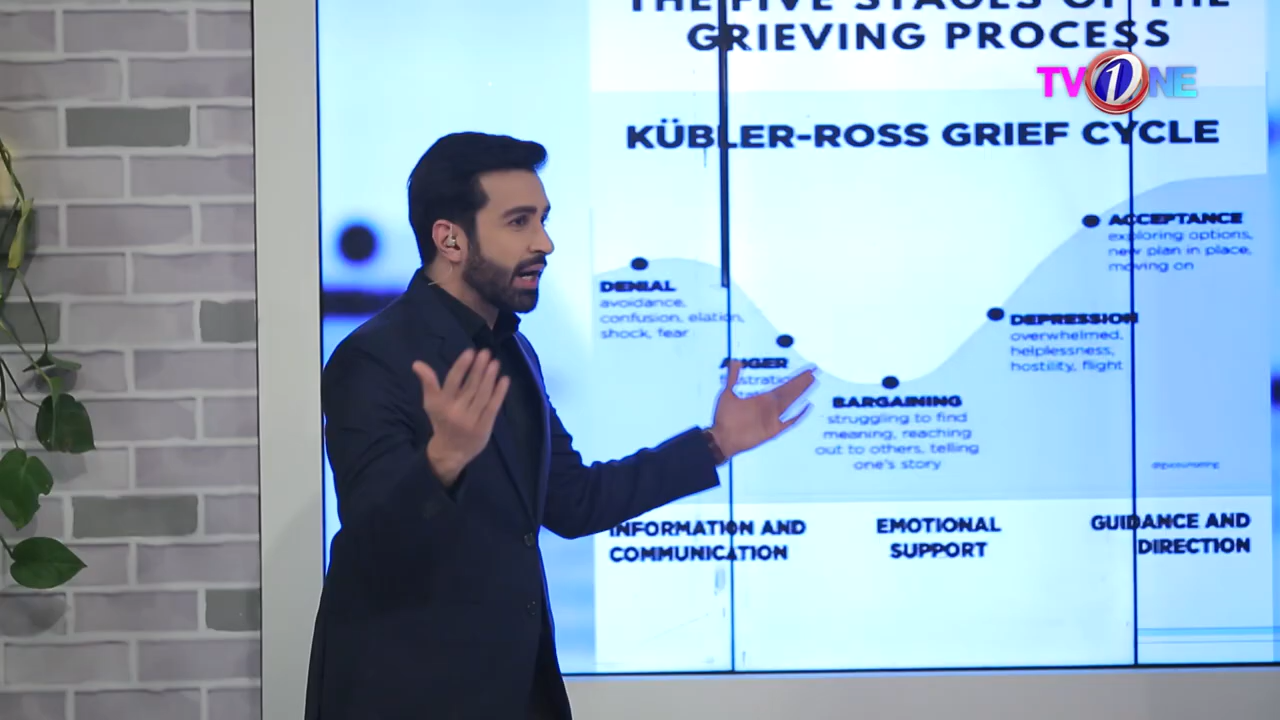 THE FIVE STAGES OF THE
GRIEVING PROCESS
TV1ONE
KÜBLER-ROSS GRIEF CYCLE
ACCEPTANCE
exploring options,
new plan in place,
moving on
DENIAL
avoidance,
confusion, elation,
shock, fear
DEPRESSION
overwhelmed,
helplessness,
hostility, flight
ANGER
BARGAINING
struggling to find
meaning, reaching
out to others, telling
one's story
INFORMATION AND
COMMUNICATION
EMOTIONAL
SUPPORT
GUIDANCE AND
DIRECTION